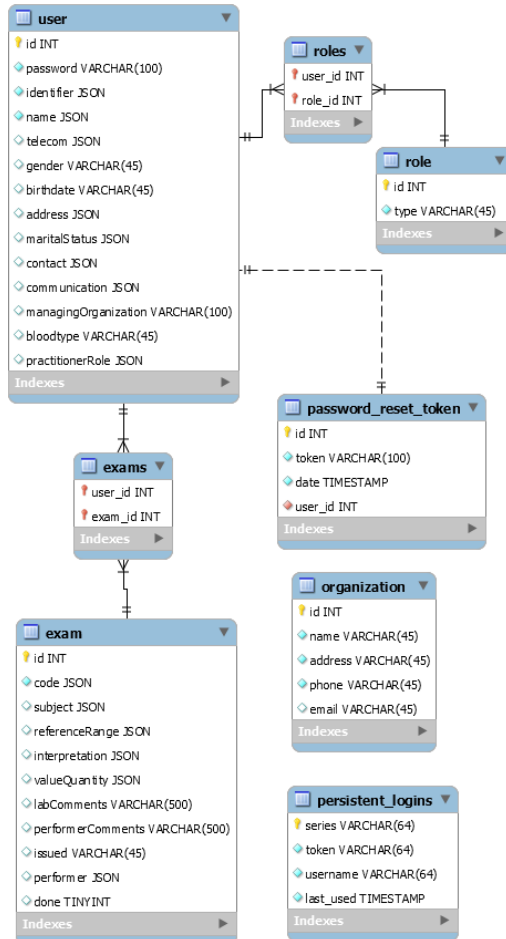 user
id INT
password VARCHAR(100)
identifier JSON
name JSON
telecom JSON
gender VARCHAR(45)
birthdate VARCHAR(45)
address JSON
maritalStatus JSON
contact JSON
communication JSON
managingOrganization VARCHAR(100)
bloodtype VARCHAR(45)
practitionerRole JSON
Indexes
roles
user_id INT
role_id INT
Indexes
role
id INT
type VARCHAR(45)
Indexes
password_reset_token
id INT
token VARCHAR(100)
date TIMESTAMP
user_id INT
Indexes
exams
user_id INT
exam_id INT
Indexes
organization
id INT
name VARCHAR(45)
address VARCHAR(45)
phone VARCHAR(45)
email VARCHAR(45)
Indexes
exam
id INT
code JSON
subject JSON
referenceRange JSON
interpretation JSON
valueQuantity JSON
labComments VARCHAR(500)
performerComments VARCHAR(500)
issued VARCHAR(45)
performer JSON
done TINYINT
Indexes
persistent_logins
series VARCHAR(64)
token VARCHAR(64)
username VARCHAR(64)
last_used TIMESTAMP
Indexes